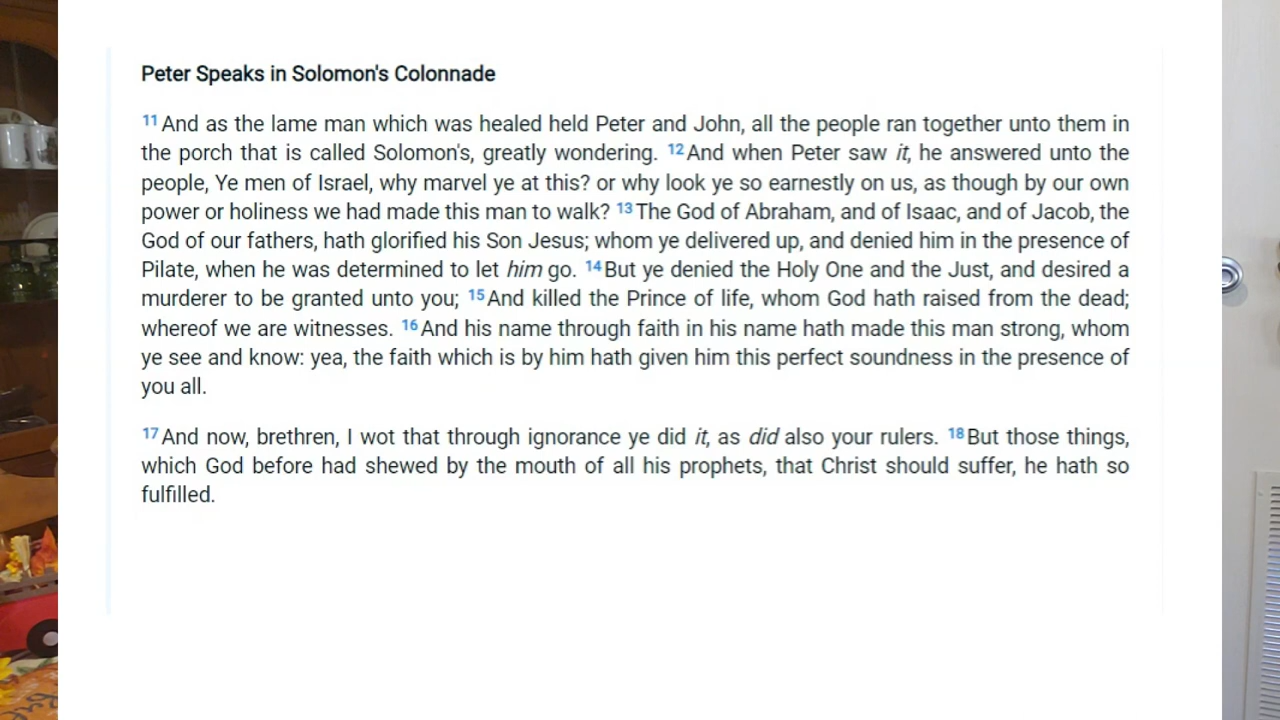 Peter Speaks in Solomon's Colonnade
11 And as the lame man which was healed held Peter and John, all the people ran together unto them in
the porch that is called Solomon's, greatly wondering. 12 And when Peter saw it, he answered unto the
people, Ye men of Israel, why marvel ye at this? or why look ye so earnestly on us, as though by our own
power or holiness we had made this man to walk? 13 The God of Abraham, and of Isaac, and of Jacob, the
God of our fathers, hath glorified his Son Jesus; whom ye delivered up, and denied him in the presence of
Pilate, when he was determined to let him go. 14 But ye denied the Holy One and the Just, and desired a
murderer to be granted unto you; 15 And killed the Prince of life, whom God hath raised from the dead;
whereof we are witnesses. 16 And his name through faith in his name hath made this man strong, whom
ye see and know: yea, the faith which is by him hath given him this perfect soundness in the presence of
you all.
17 And now, brethren, I wot that through ignorance ye did it, as did also your rulers. 18 But those things,
which God before had shewed by the mouth of all his prophets, that Christ should suffer, he hath so
fulfilled.